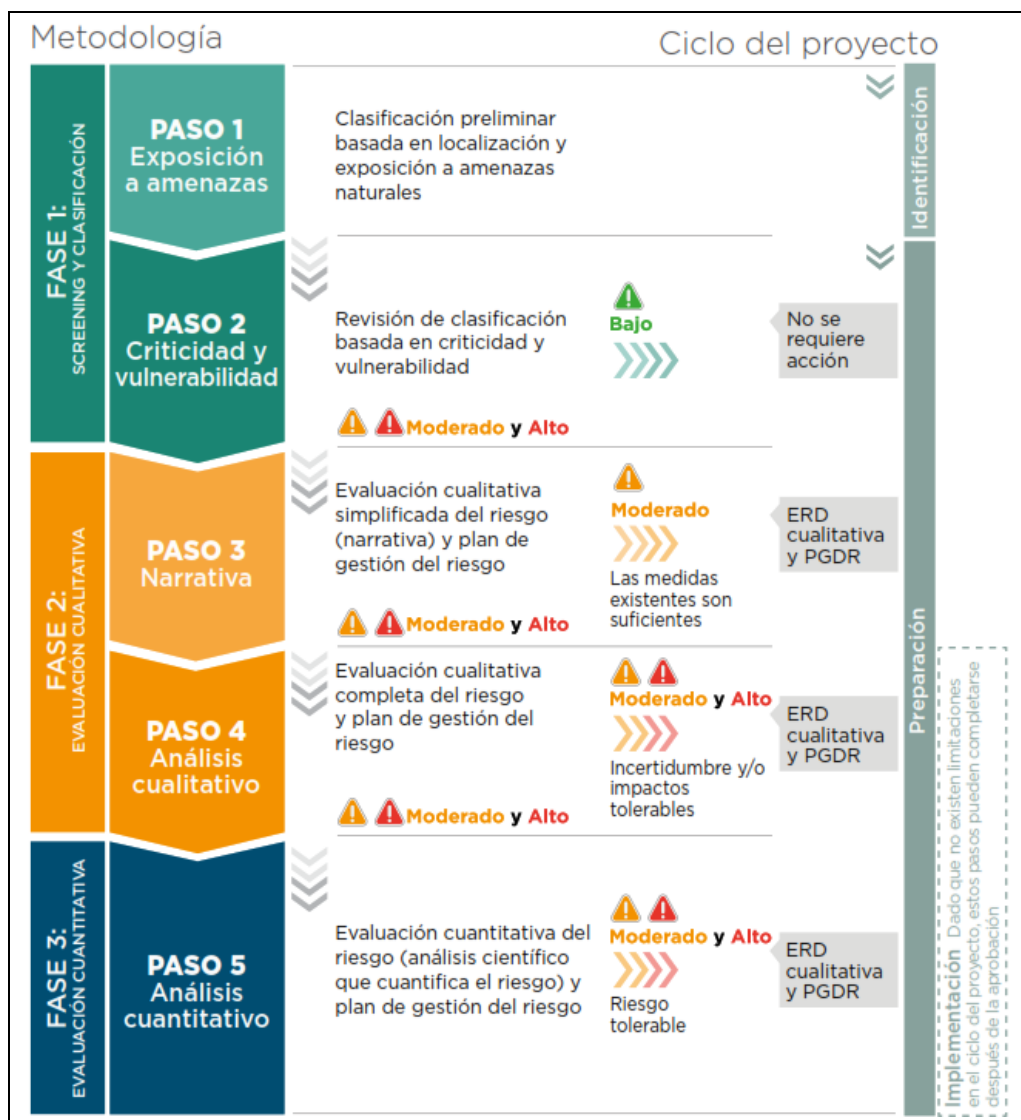 Metodología
Ciclo del proyecto
FASE 1:
SCREENING Y CLASIFICACIÓN
PASO 1
Exposición
a amenazas
Clasificación preliminar
basada en localización y
exposición a amenazas
naturales
Identificación
PASO 2
Criticidad y
vulnerabilidad
Revisión de clasificación
basada en criticidad y
vulnerabilidad
Bajo
No se
requiere
acción
Moderado y Alto
FASE 2:
EVALUACIÓN CUALITATIVA
PASO 3
Narrativa
Evaluación cualitativa
simplificada del riesgo
(narrativa) y plan de
gestión del riesgo
Moderado
Las medidas
existentes son
suficientes
ERD
cualitativa
y PGDR
Moderado y Alto
PASO 4
Análisis
cualitativo
Evaluación cualitativa
completa del riesgo
y plan de gestión del
riesgo
Moderado y Alto
Incertidumbre y/o
impactos
tolerables
ERD
cualitativa
y PGDR
Moderado y Alto
FASE 3:
EVALUACIÓN CUANTITATIVA
PASO 5
Análisis
cuantitativo
Evaluación cuantitativa del
riesgo (análisis científico
que cuantifica el riesgo) y
plan de gestión del riesgo
Moderado y Alto
Riesgo
tolerable
ERD
cualitativa
y PGDR
Preparación
Implementación Dado que no existen limitaciones
en el ciclo del proyecto, estos pasos pueden completarse
después de la aprobación